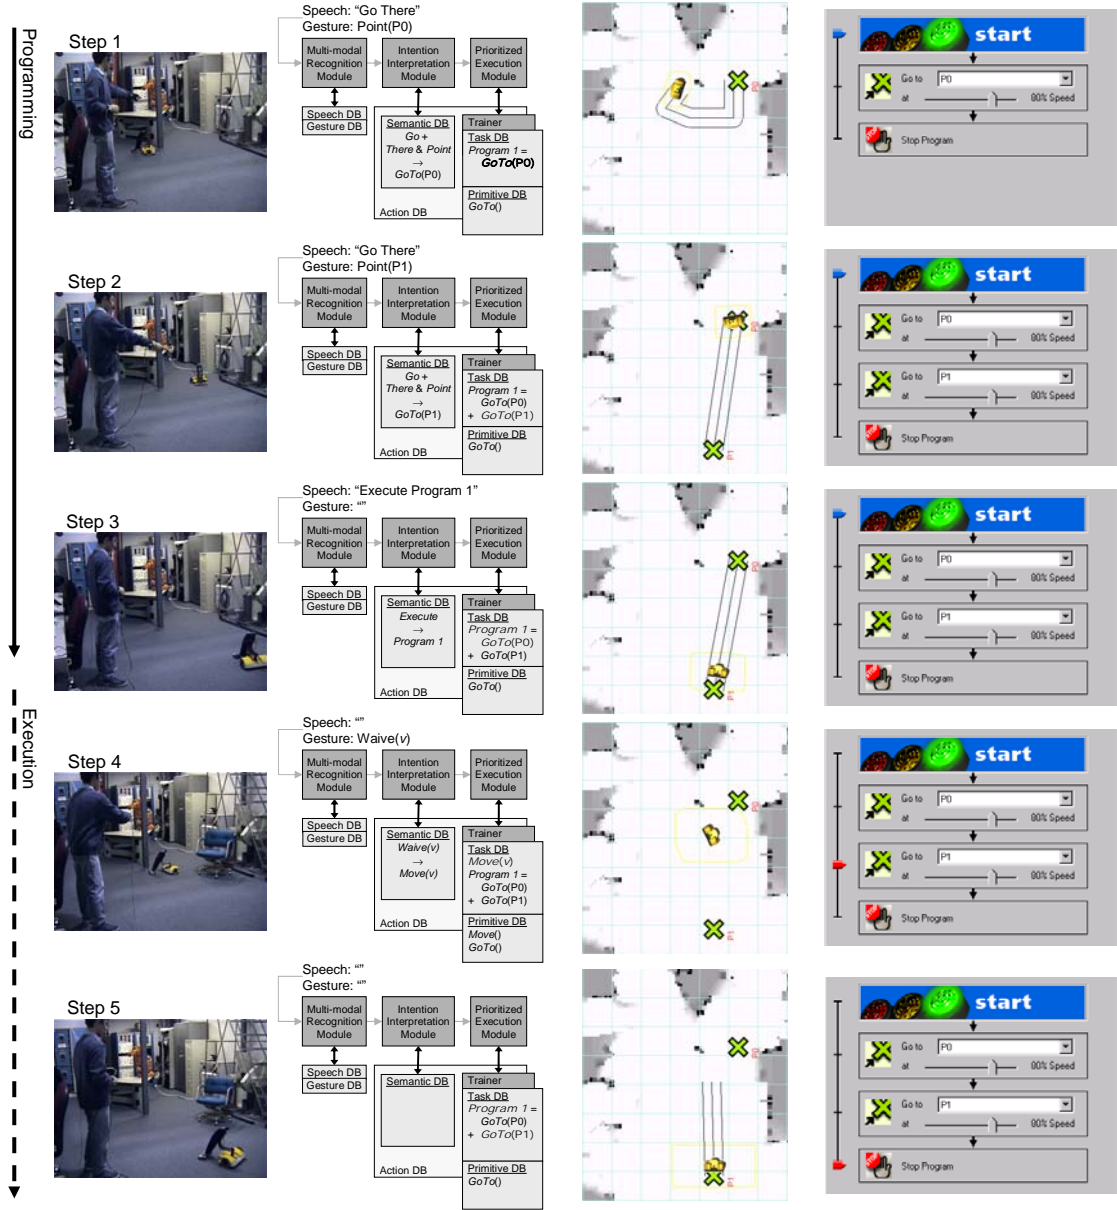 Programming
Execution
Step 1
Speech: “Go There”
Gesture: Point(P0)
Multi-modal
Recognition
Module
Intention
Interpretation
Module
Prioritized
Execution
Module
Speech DB
Gesture DB
Semantic DB
Go +
There & Point
→
GoTo(P0)
Action DB
Trainer
Task DB
Program 1 =
GoTo(P0)
Primitive DB
GoTo()
P0
start
Go to P0
at 80% Speed
Stop Program
Step 2
Speech: “Go There”
Gesture: Point(P1)
Multi-modal
Recognition
Module
Intention
Interpretation
Module
Prioritized
Execution
Module
Speech DB
Gesture DB
Semantic DB
Go +
There & Point
→
GoTo(P1)
Action DB
Trainer
Task DB
Program 1 =
GoTo(P0)
+ GoTo(P1)
Primitive DB
GoTo()
P0
P1
start
Go to P0
at 80% Speed
Go to P1
at 80% Speed
Stop Program
Step 3
Speech: “Execute Program 1”
Gesture: “”
Multi-modal
Recognition
Module
Intention
Interpretation
Module
Prioritized
Execution
Module
Speech DB
Gesture DB
Semantic DB
Execute
→
Program 1
Action DB
Trainer
Task DB
Program 1 =
GoTo(P0)
+ GoTo(P1)
Primitive DB
GoTo()
P0
P1
start
Go to P0
at 80% Speed
Go to P1
at 80% Speed
Stop Program
Step 4
Speech: “”
Gesture: Waive(v)
Multi-modal
Recognition
Module
Intention
Interpretation
Module
Prioritized
Execution
Module
Speech DB
Gesture DB
Semantic DB
Waive(v)
→
Move(v)
Action DB
Trainer
Task DB
Move(v)
Program 1 =
GoTo(P0)
+ GoTo(P1)
Primitive DB
Move()
GoTo()
P0
P1
start
Go to P0
at 80% Speed
Go to P1
at 80% Speed
Stop Program
Step 5
Speech: “”
Gesture: “”
Multi-modal
Recognition
Module
Intention
Interpretation
Module
Prioritized
Execution
Module
Speech DB
Gesture DB
Semantic DB
Action DB
Trainer
Task DB
Program 1 =
GoTo(P0)
+ GoTo(P1)
Primitive DB
GoTo()
P0
P1
start
Go to P0
at 80% Speed
Go to P1
at 80% Speed
Stop Program